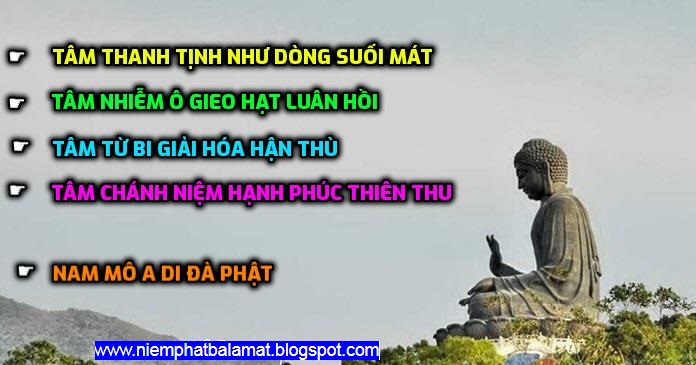 ☛ TÂM THANH TỊNH NHƯ DÒNG SUỐI MÁT
☛ TÂM NHIỄM Ô GIEO HẠT LUÂN HỒI
☛ TÂM TỪ BI GIẢI HÓA HẬN THÙ
☛ TÂM CHÁNH NIỆM HẠNH PHÚC THIÊN THU
☛ NAM MÔ A DI ĐÀ PHẬT
www.niemphatbalamat.blogspot.com